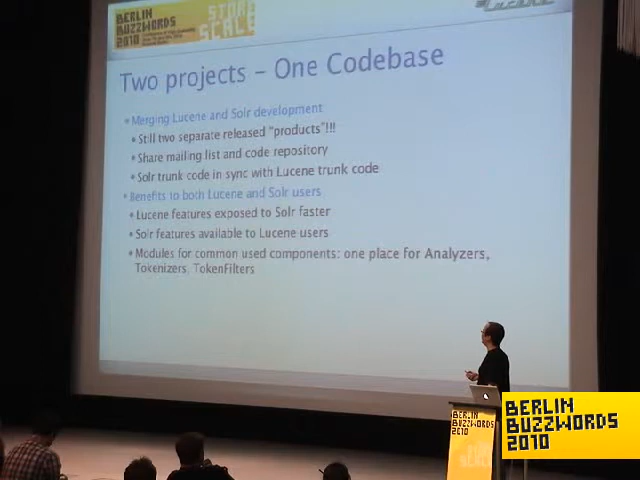 BERLIN
BUZZWORDS
2010
STORE
SCALE
Lucene
Two projects – One Codebase
Merging Lucene and Solr development
Still two separate released "products"!!!
Share mailing list and code repository
Solr trunk code in sync with Lucene trunk code
Benefits to both Lucene and Solr users
Lucene features exposed to Solr faster
Solr features available to Lucene users
Modules for common used components: one place for Analyzers,
Tokenizers, TokenFilters
BERLIN
BUZZWORDS
2010
BERLIN
BUZZWORDS
2010